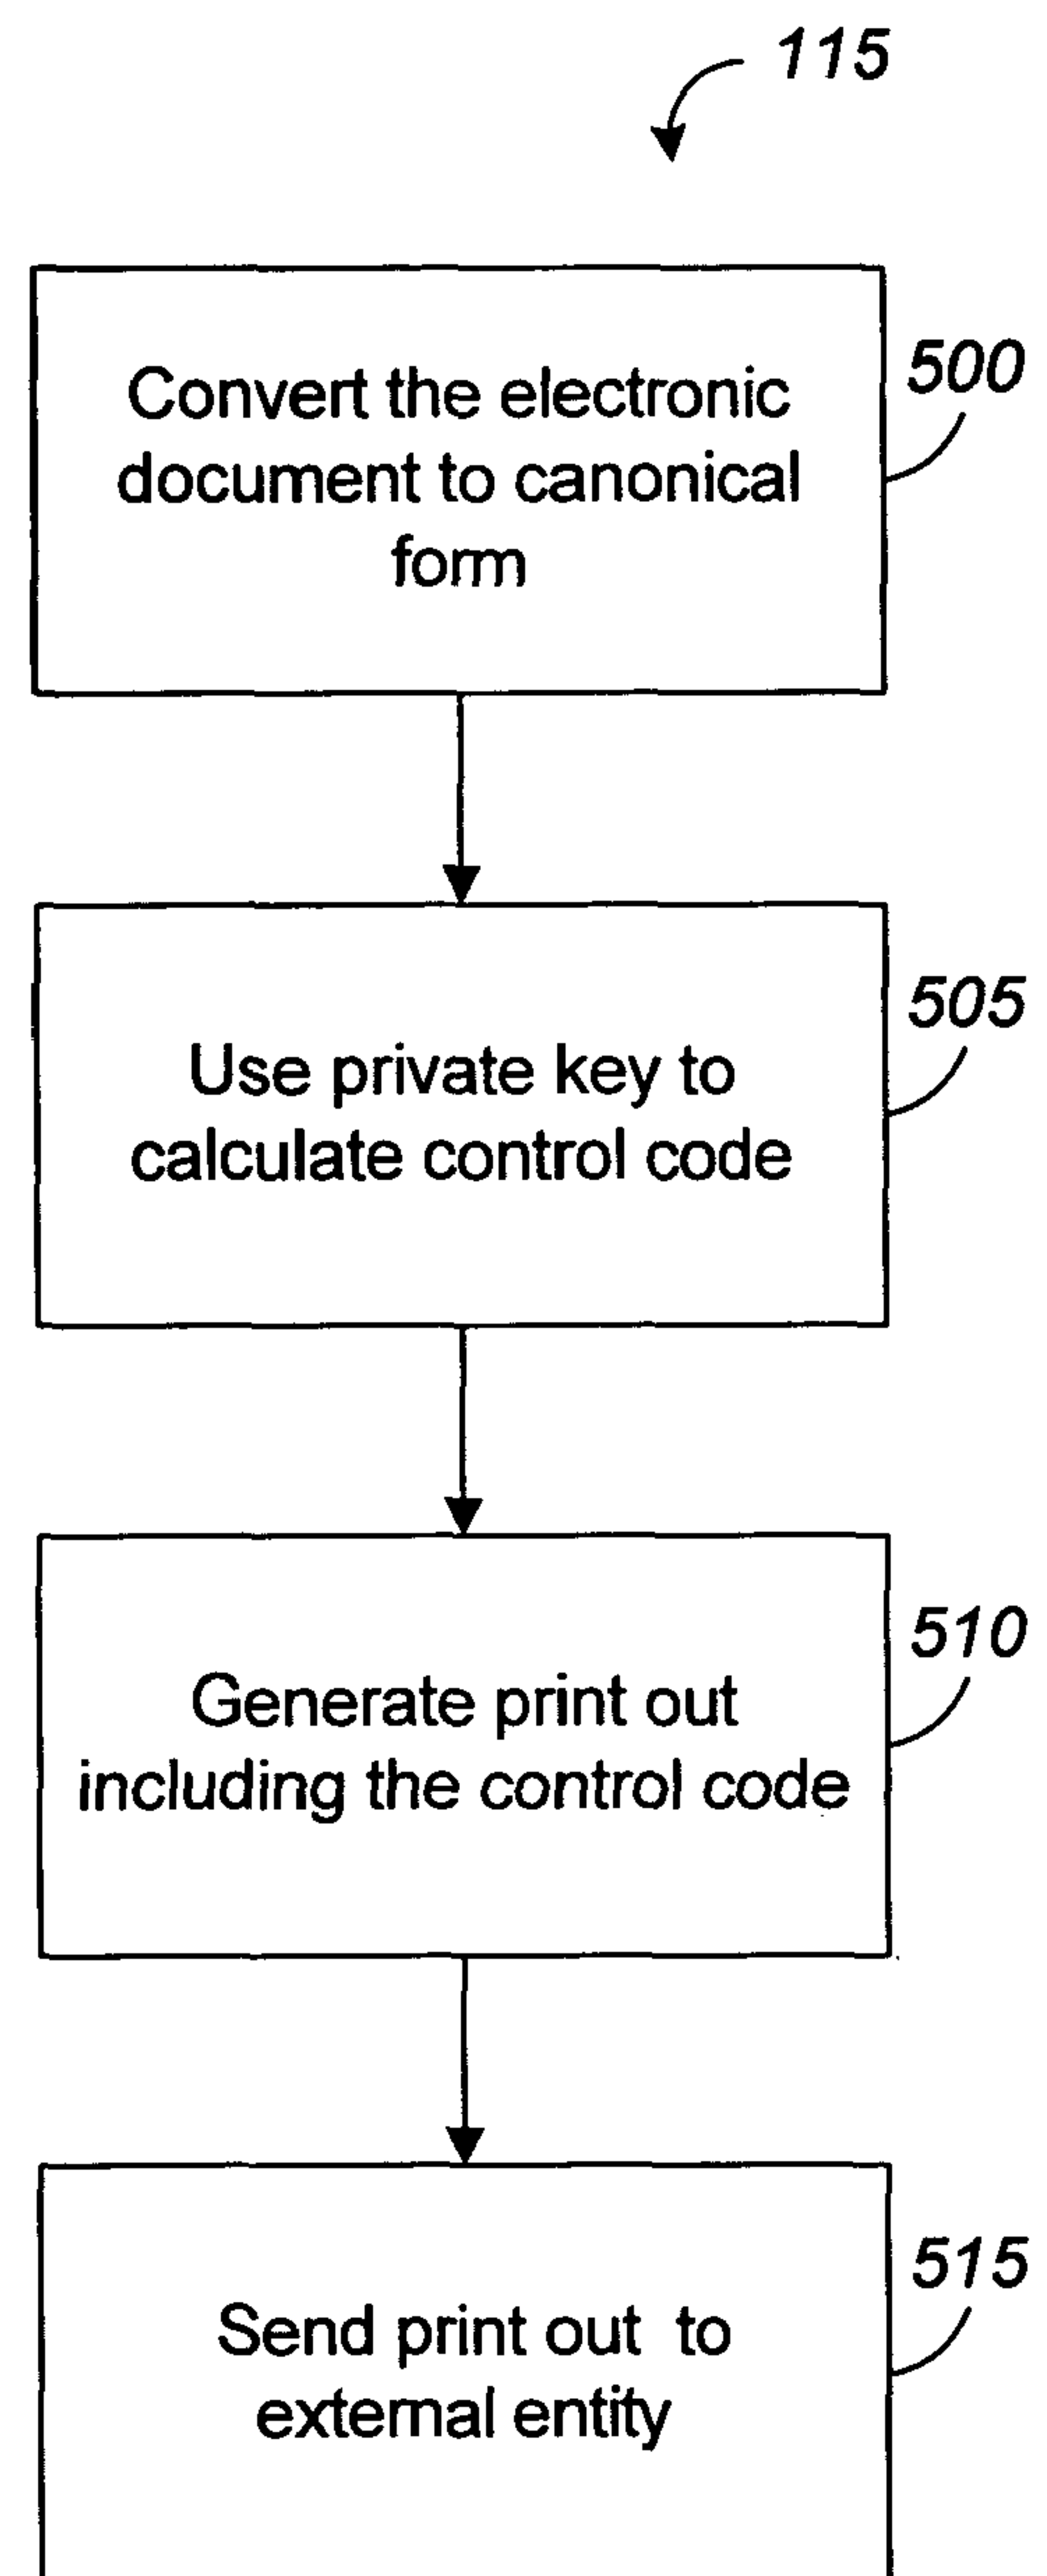 115
Convert the electronic
document to canonical
form
500
Use private key to
calculate control code
505
Generate print out
including the control code
510
Send print out to
external entity
515